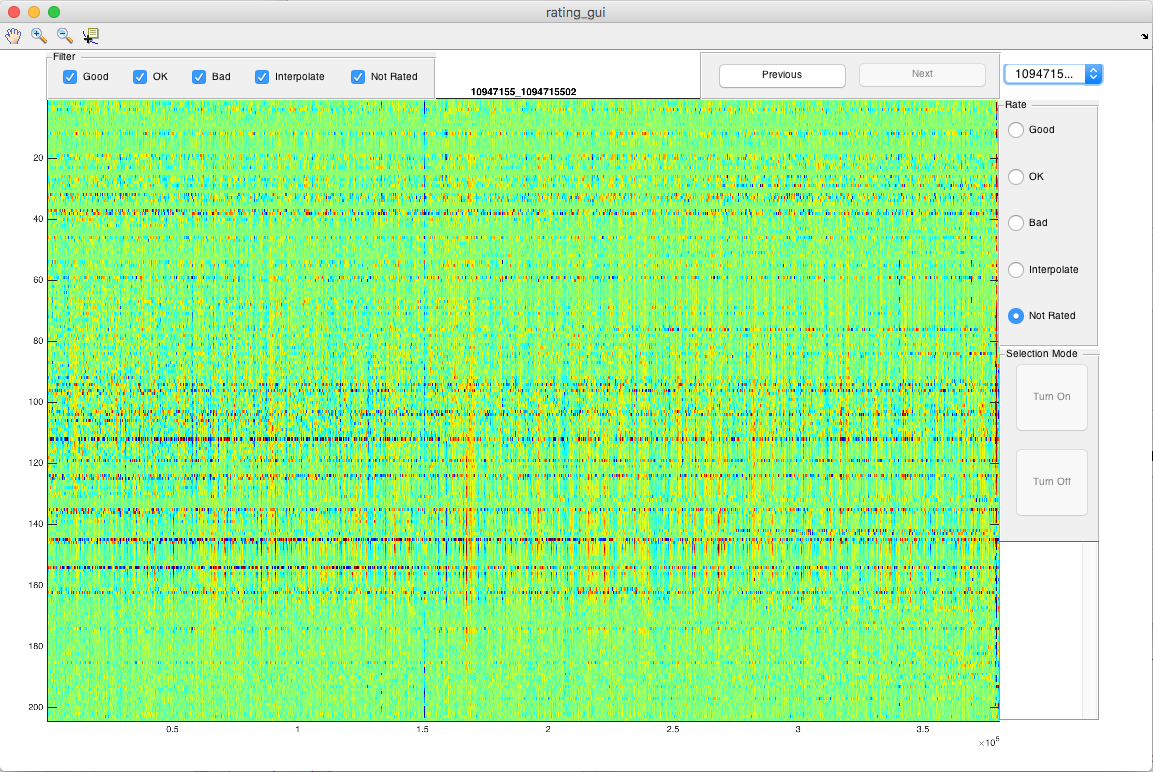 rating_gui
Filter
Good OK Bad Interpolate Not Rated
Previous Next
1094715...
10947155_1094715502
Rate
Good
OK
Bad
Interpolate
Not Rated
Selection Mode
Turn On
Turn Off
20
40
60
80
100
120
140
160
180
200
0.5 1 1.5 2 2.5 3 3.5
×10⁵